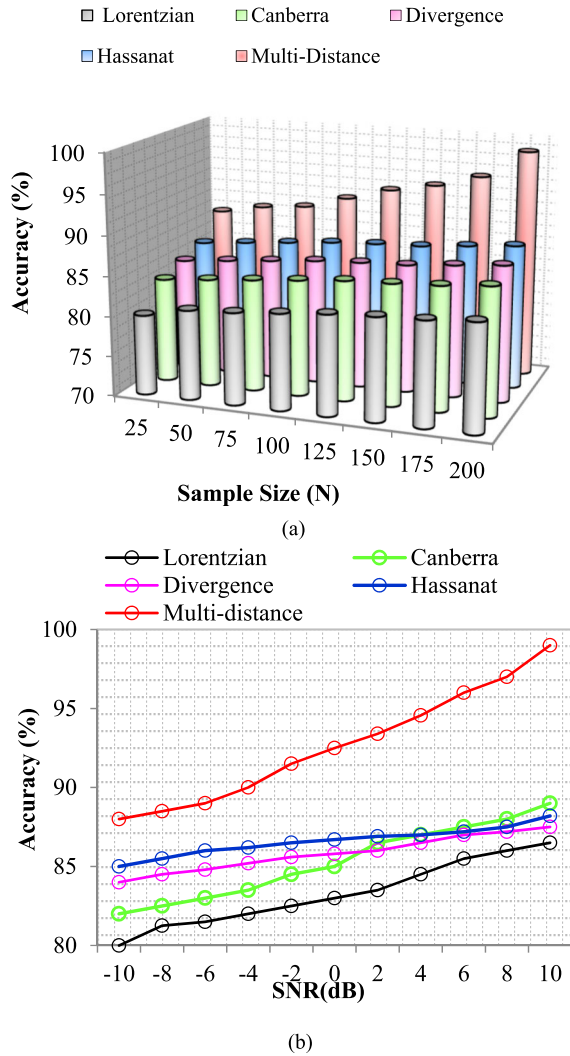 Lorentzian Canberra Divergence
Hassanat Multi-Distance
100
95
90
85
80
75
70
Accuracy (%)
25 50 75 100 125 150 175 200
Sample Size (N)
(a)
Lorentzian Canberra
Divergence Hassanat
Multi-distance
100
95
90
85
80
Accuracy (%)
-10 -8 -6 -4 -2 0 2 4 6 8 10
SNR(dB)
(b)